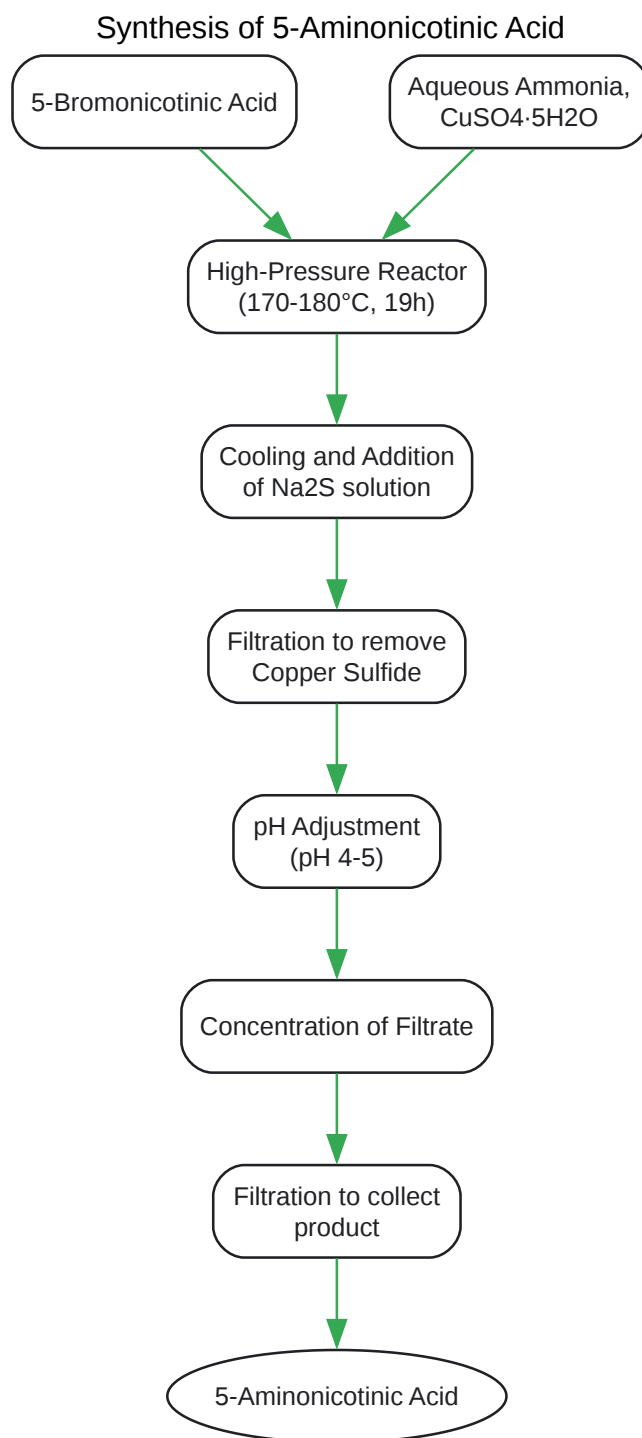 Synthesis of 5-Aminonicotinic Acid
5-Bromonicotinic Acid
Aqueous Ammonia,
CuSO4·5H2O
High-Pressure Reactor
(170-180°C, 19h)
Cooling and Addition
of Na2S solution
Filtration to remove
Copper Sulfide
pH Adjustment
(pH 4-5)
Concentration of Filtrate
Filtration to collect
product
5-Aminonicotinic Acid